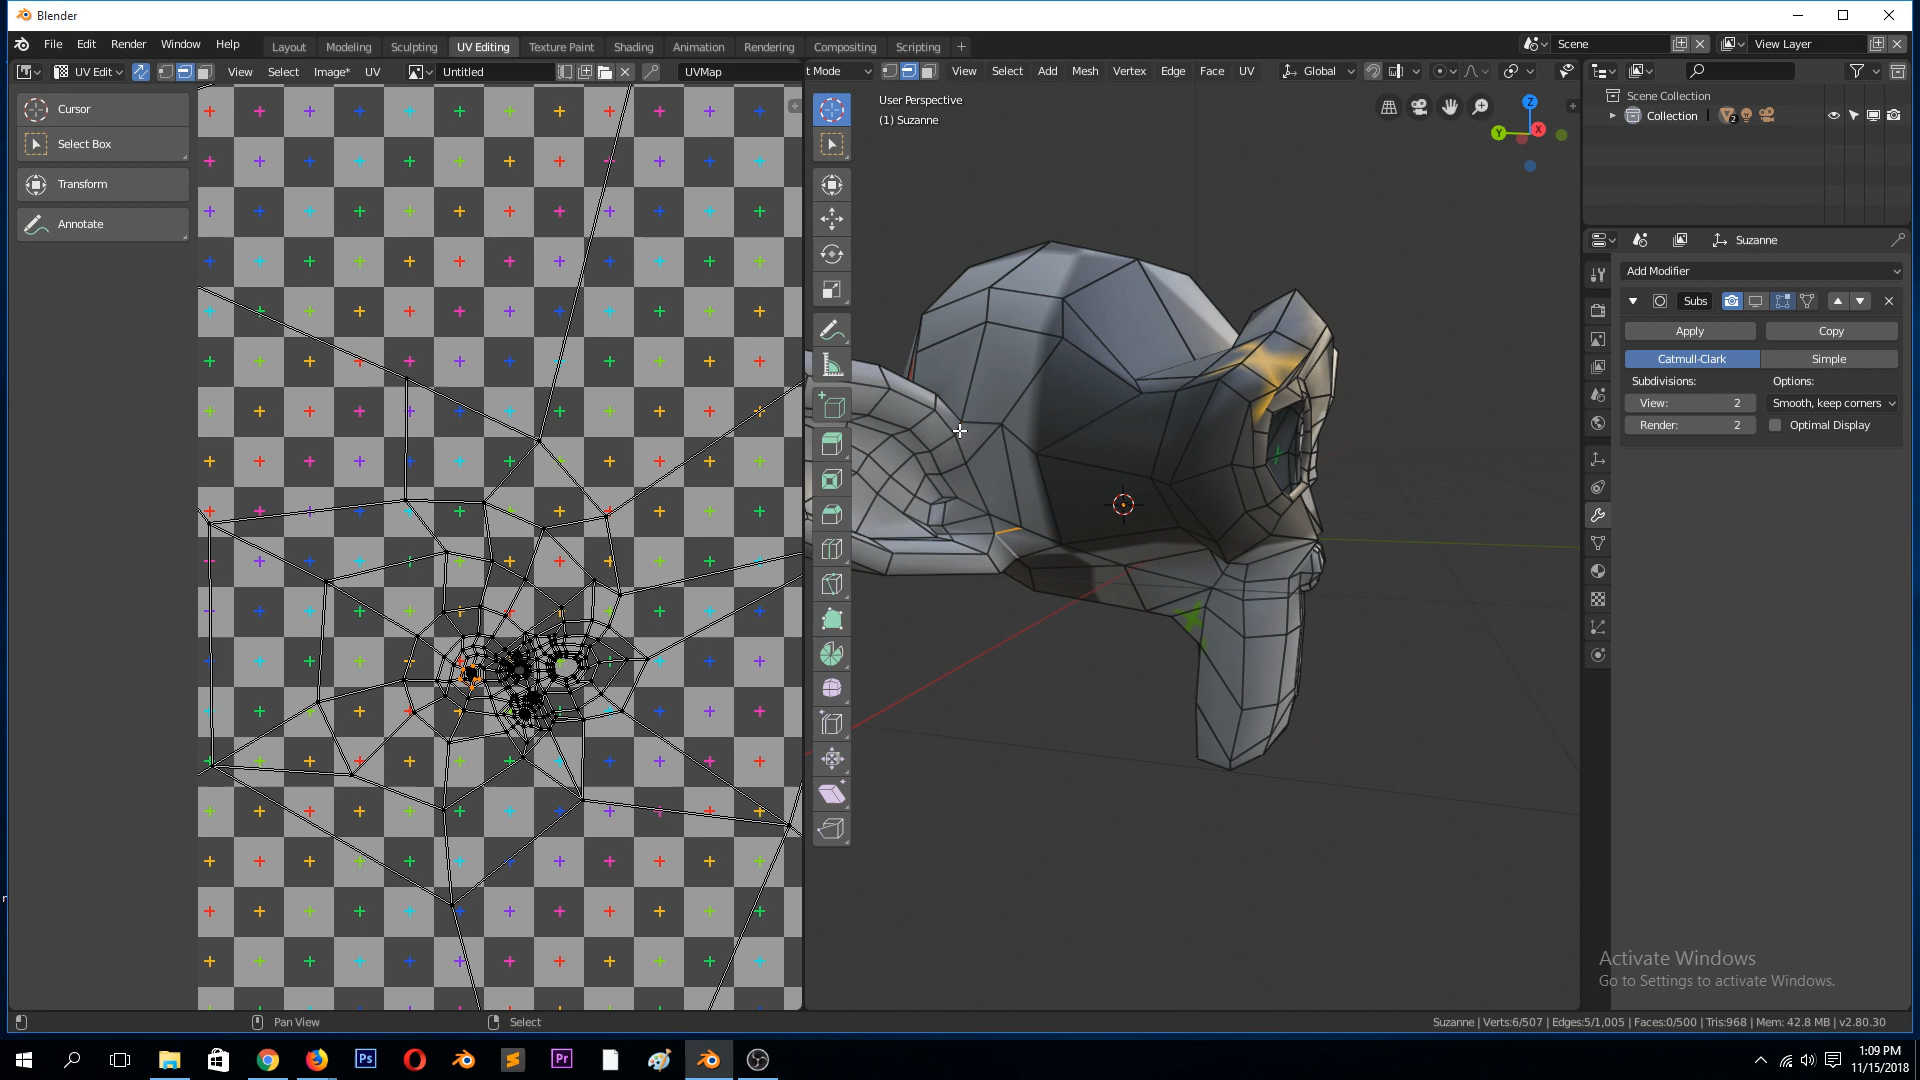 Blender
File Edit Render Window Help
Layout Modeling Sculpting UV Editing Texture Paint Shading Animation Rendering Compositing Scripting
Scene
View Layer
UV Edit View Select Image* UV Untitled UVMap
t Mode View Select Add Mesh Vertex Edge Face UV Global
Cursor
Select Box
Transform
Annotate
User Perspective
(1) Suzanne
Z
Y
X
Scene Collection
Collection 2
Suzanne
Add Modifier
Subs
Apply Copy
Catmull-Clark Simple
Subdivisions: Options:
View: 2 Smooth, keep corners
Render: 2 Optimal Display
Activate Windows
Go to Settings to activate Windows.
Pan View Select
Suzanne | Verts:6/507 | Edges:5/1,005 | Faces:0/500 | Tris:968 | Mem: 42.8 MB | v2.80.30
Ps
Pr
1:09 PM
11/15/2018